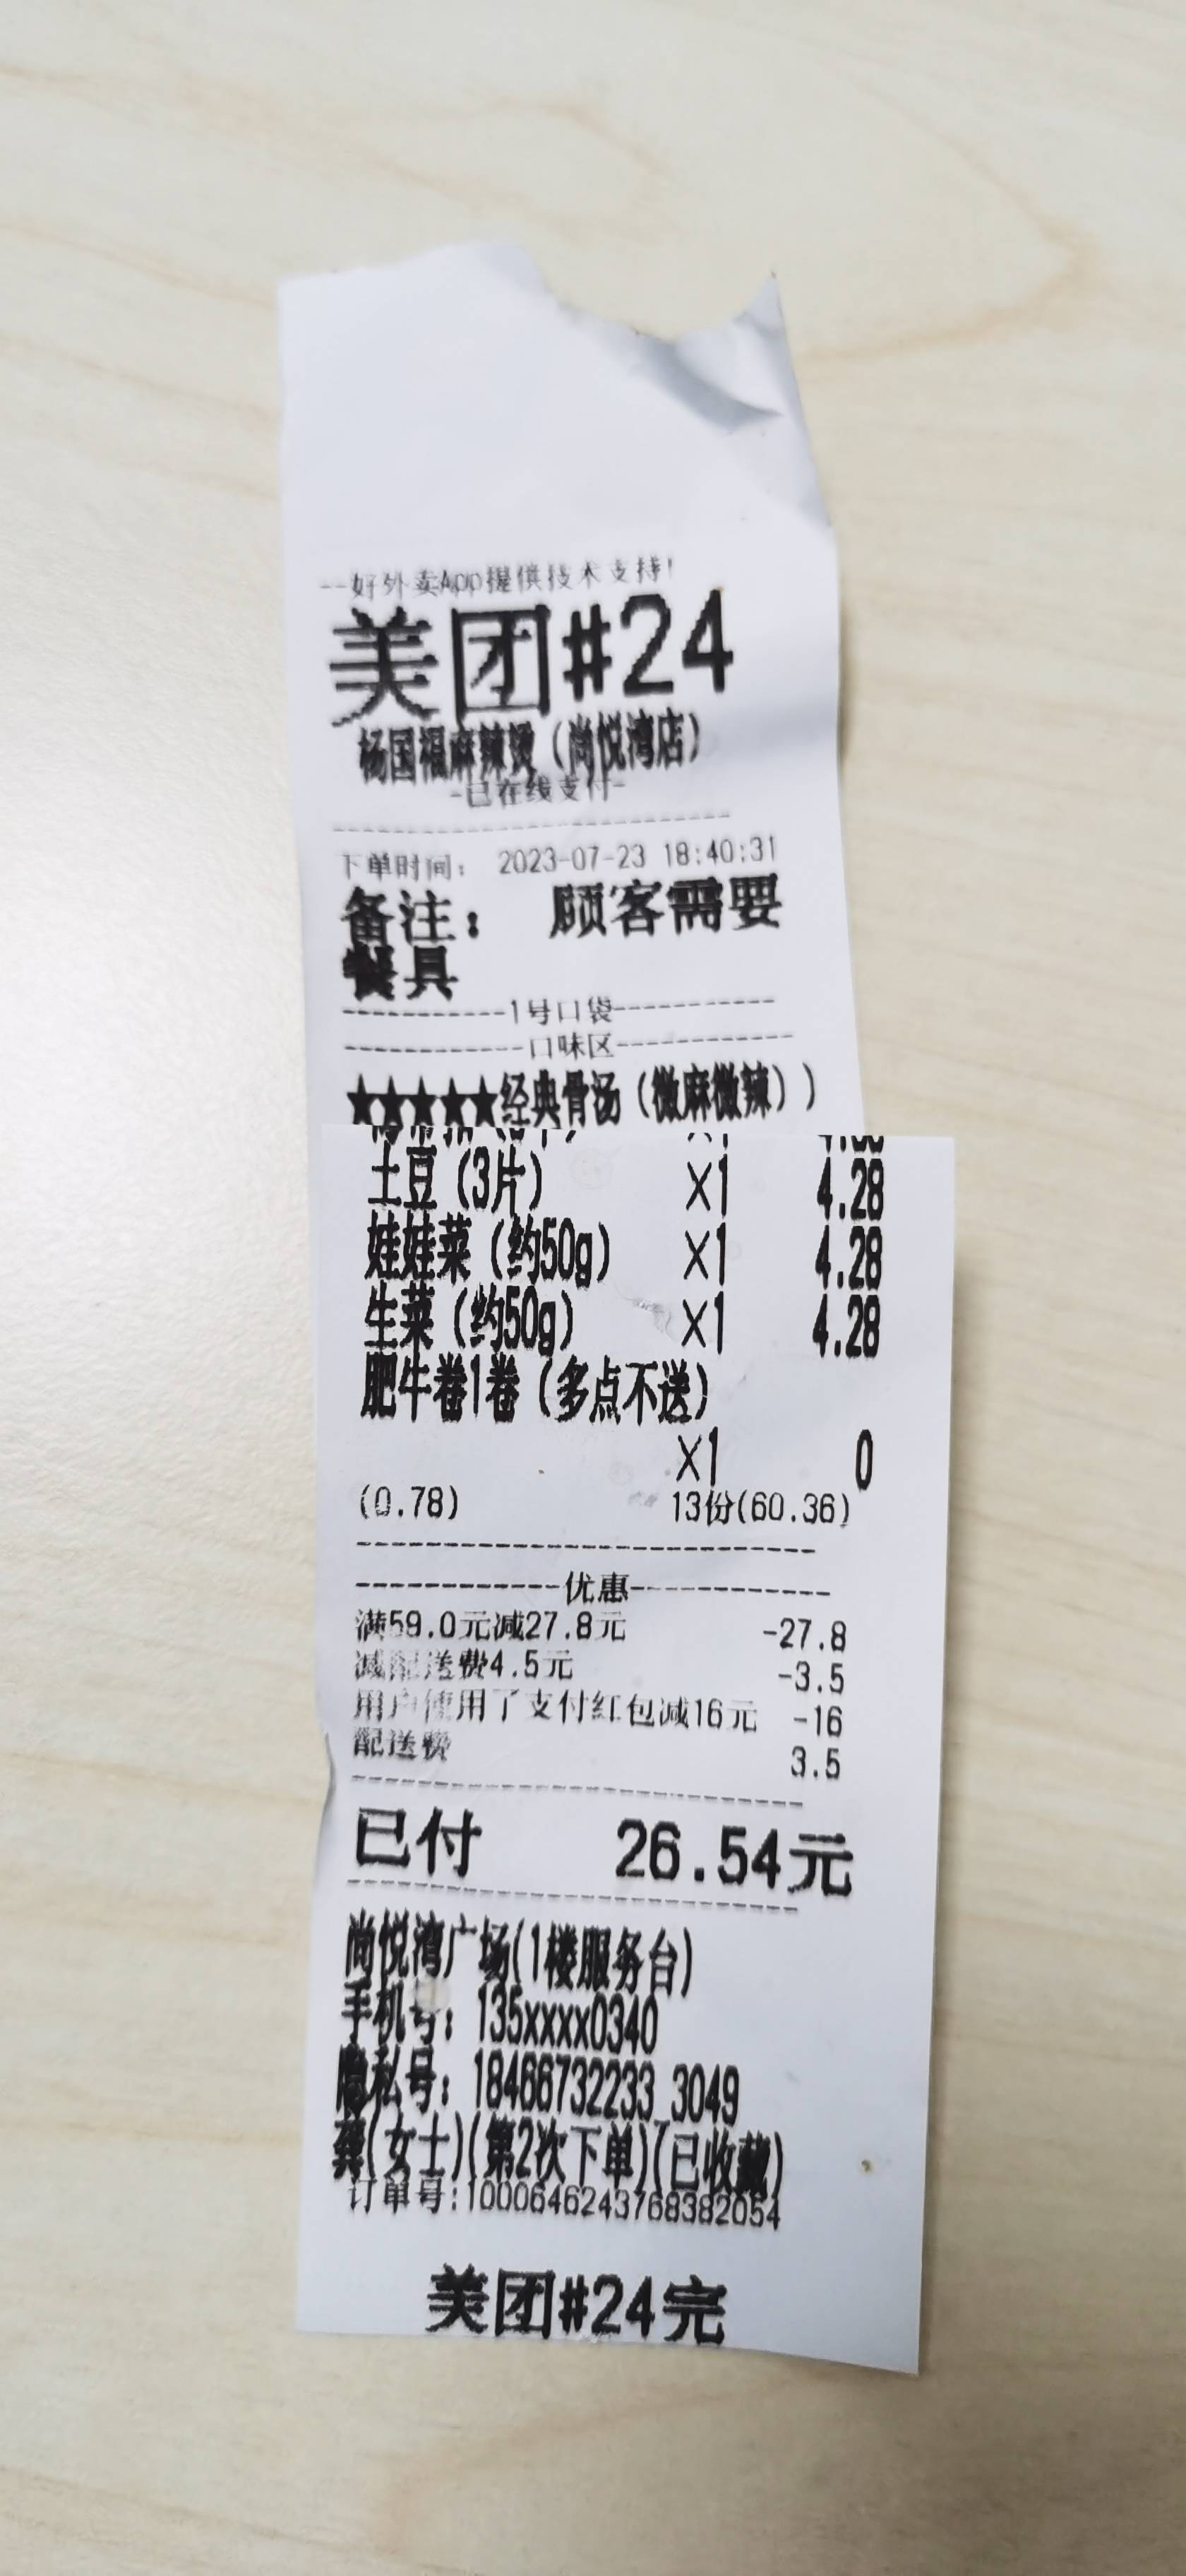 --好外卖App提供技术支持!
美团#24
杨国福麻辣烫（尚悦湾店）
-已在线支付-
下单时间： 2023-07-23 18:40:31
备注： 顾客需要
餐具
-----------1号口袋-----------
------------口味区------------
★★★★★经典骨汤（微麻微辣））
土豆（3片） X1 4.28
娃娃菜（约50g） X1 4.28
生菜（约50g） X1 4.28
肥牛卷1卷（多点不送）
X1 0
(0.78) 13份(60.36)
------------优惠------------
满59.0元减27.8元 -27.8
减配送费4.5元 -3.5
用户使用了支付红包减16元 -16
配送费 3.5
已付 26.54元
尚悦湾广场(1楼服务台)
手机号：135xxxx0340
隐私号：18466732233_3049
龚(女士)(第2次下单)(已收藏)
订单号:1000646243768382054
美团#24完